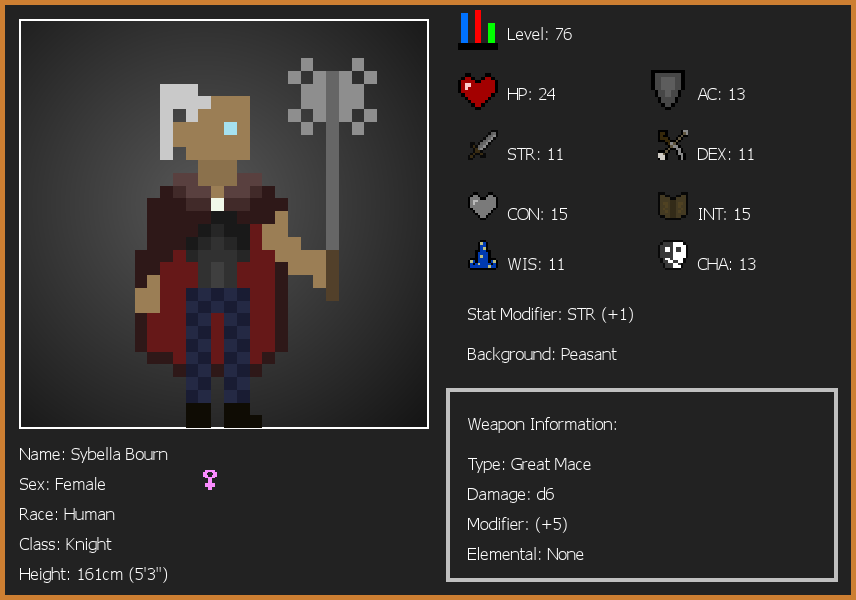 Level: 76
HP: 24
AC: 13
STR: 11
DEX: 11
CON: 15
INT: 15
WIS: 11
CHA: 13
Stat Modifier: STR (+1)
Background: Peasant
Weapon Information:
Type: Great Mace
Damage: d6
Modifier: (+5)
Elemental: None
Name: Sybella Bourn
Sex: Female
Race: Human
Class: Knight
Height: 161cm (5'3")